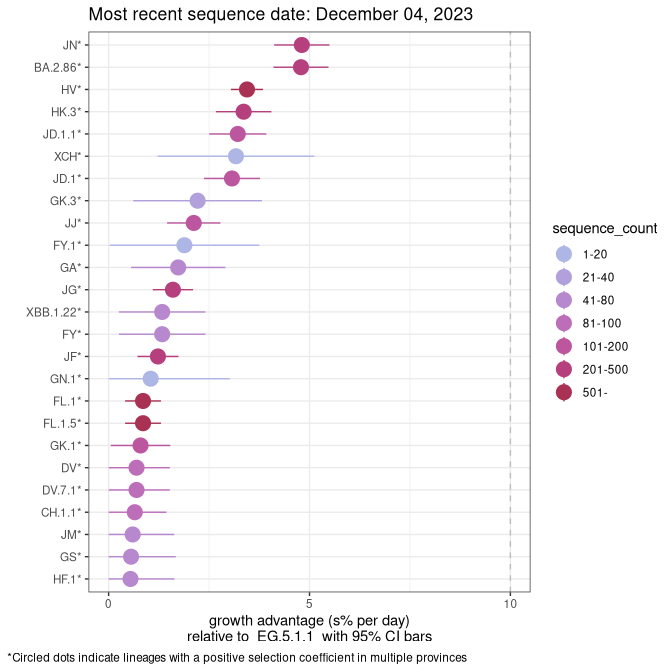 Most recent sequence date: December 04, 2023
JN*
BA.2.86*
HV*
HK.3*
JD.1.1*
XCH*
JD.1*
GK.3*
JJ*
FY.1*
GA*
JG*
XBB.1.22*
FY*
JF*
GN.1*
FL.1*
FL.1.5*
GK.1*
DV*
DV.7.1*
CH.1.1*
JM*
GS*
HF.1*
0 5 10
growth advantage (s% per day)
relative to EG.5.1.1 with 95% CI bars
sequence_count
1-20
21-40
41-80
81-100
101-200
201-500
501-
*Circled dots indicate lineages with a positive selection coefficient in multiple provinces